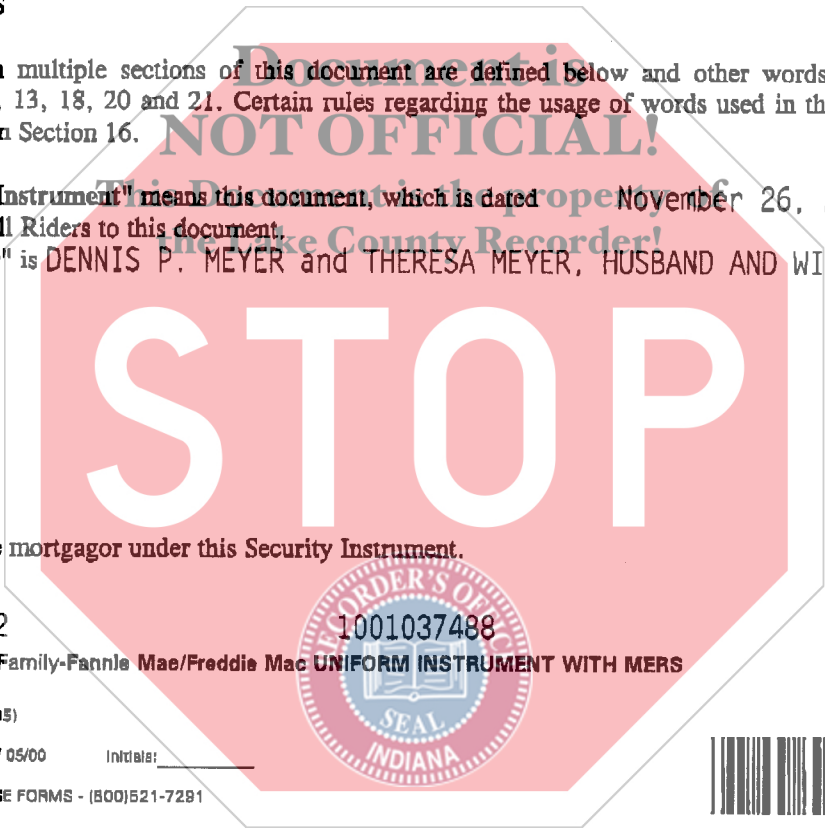 S
Document is
n multiple sections of this document are defined below and other words
, 13, 18, 20 and 21. Certain rules regarding the usage of words used in th
NOT OFFICIAL!
n Section 16.
This Document is the property of
Instrument" means this document, which is dated November 26,
ll Riders to this document.
the Lake County Recorder!
" is DENNIS P. MEYER and THERESA MEYER, HUSBAND AND WI
STOP
e mortgagor under this Security Instrument.
RECORDER'S OFFICE
2 1001037488
Family-Fannie Mae/Freddie Mac UNIFORM INSTRUMENT WITH MERS
SEAL
INDIANA
05)
/ 05/00 Initials:
GE FORMS - (800)521-7291